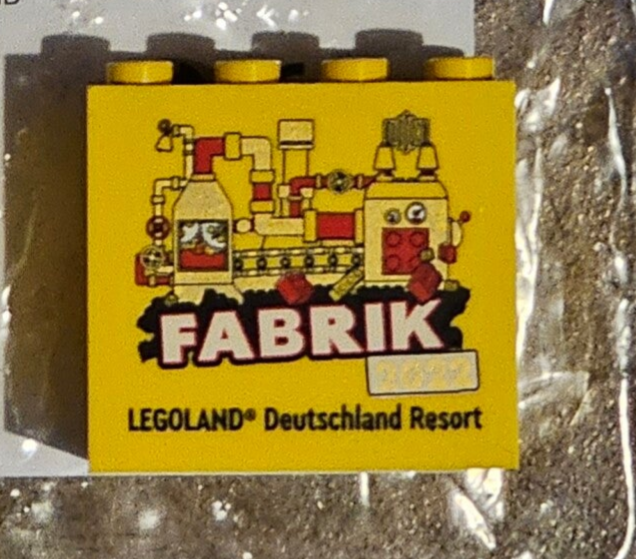 FABRIK
LEGOLAND® Deutschland Resort